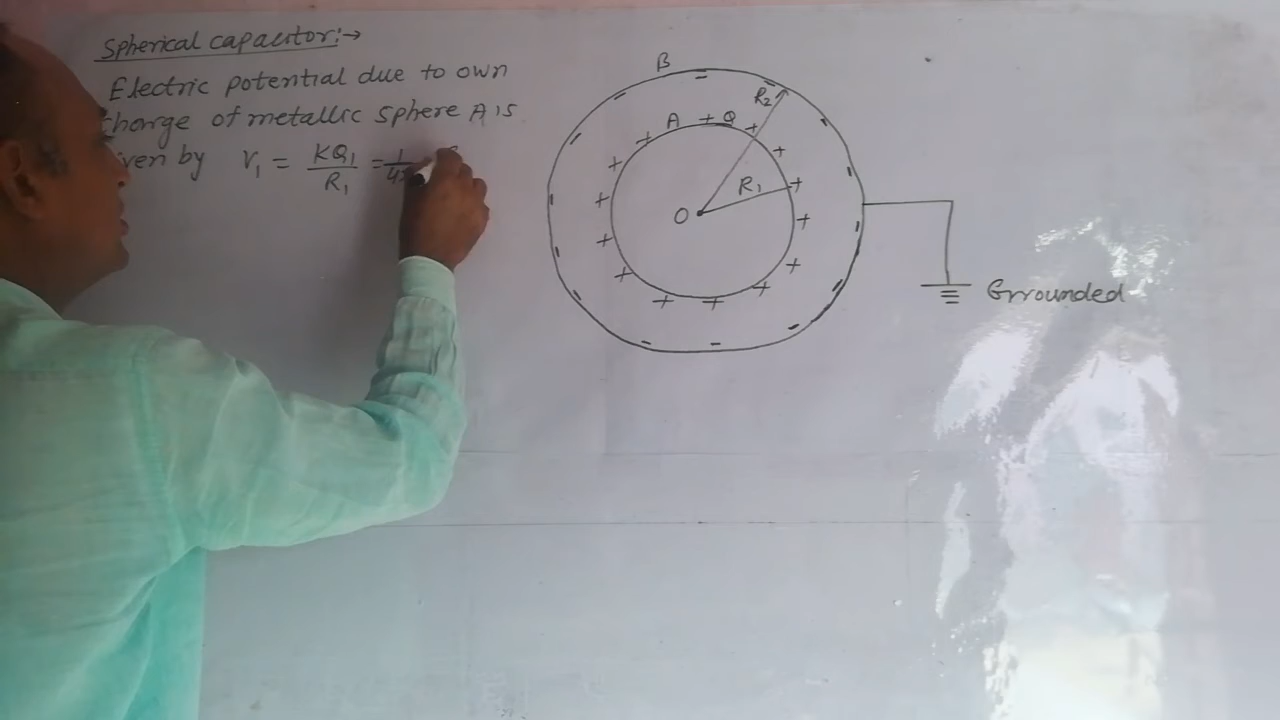 Spherical capacitor:→
Electric potential due to own
charge of metallic sphere A is
given by V₁ = KQ₁/R₁ = 1/4π
B
R₂
A + Q
R₁
O
Grounded